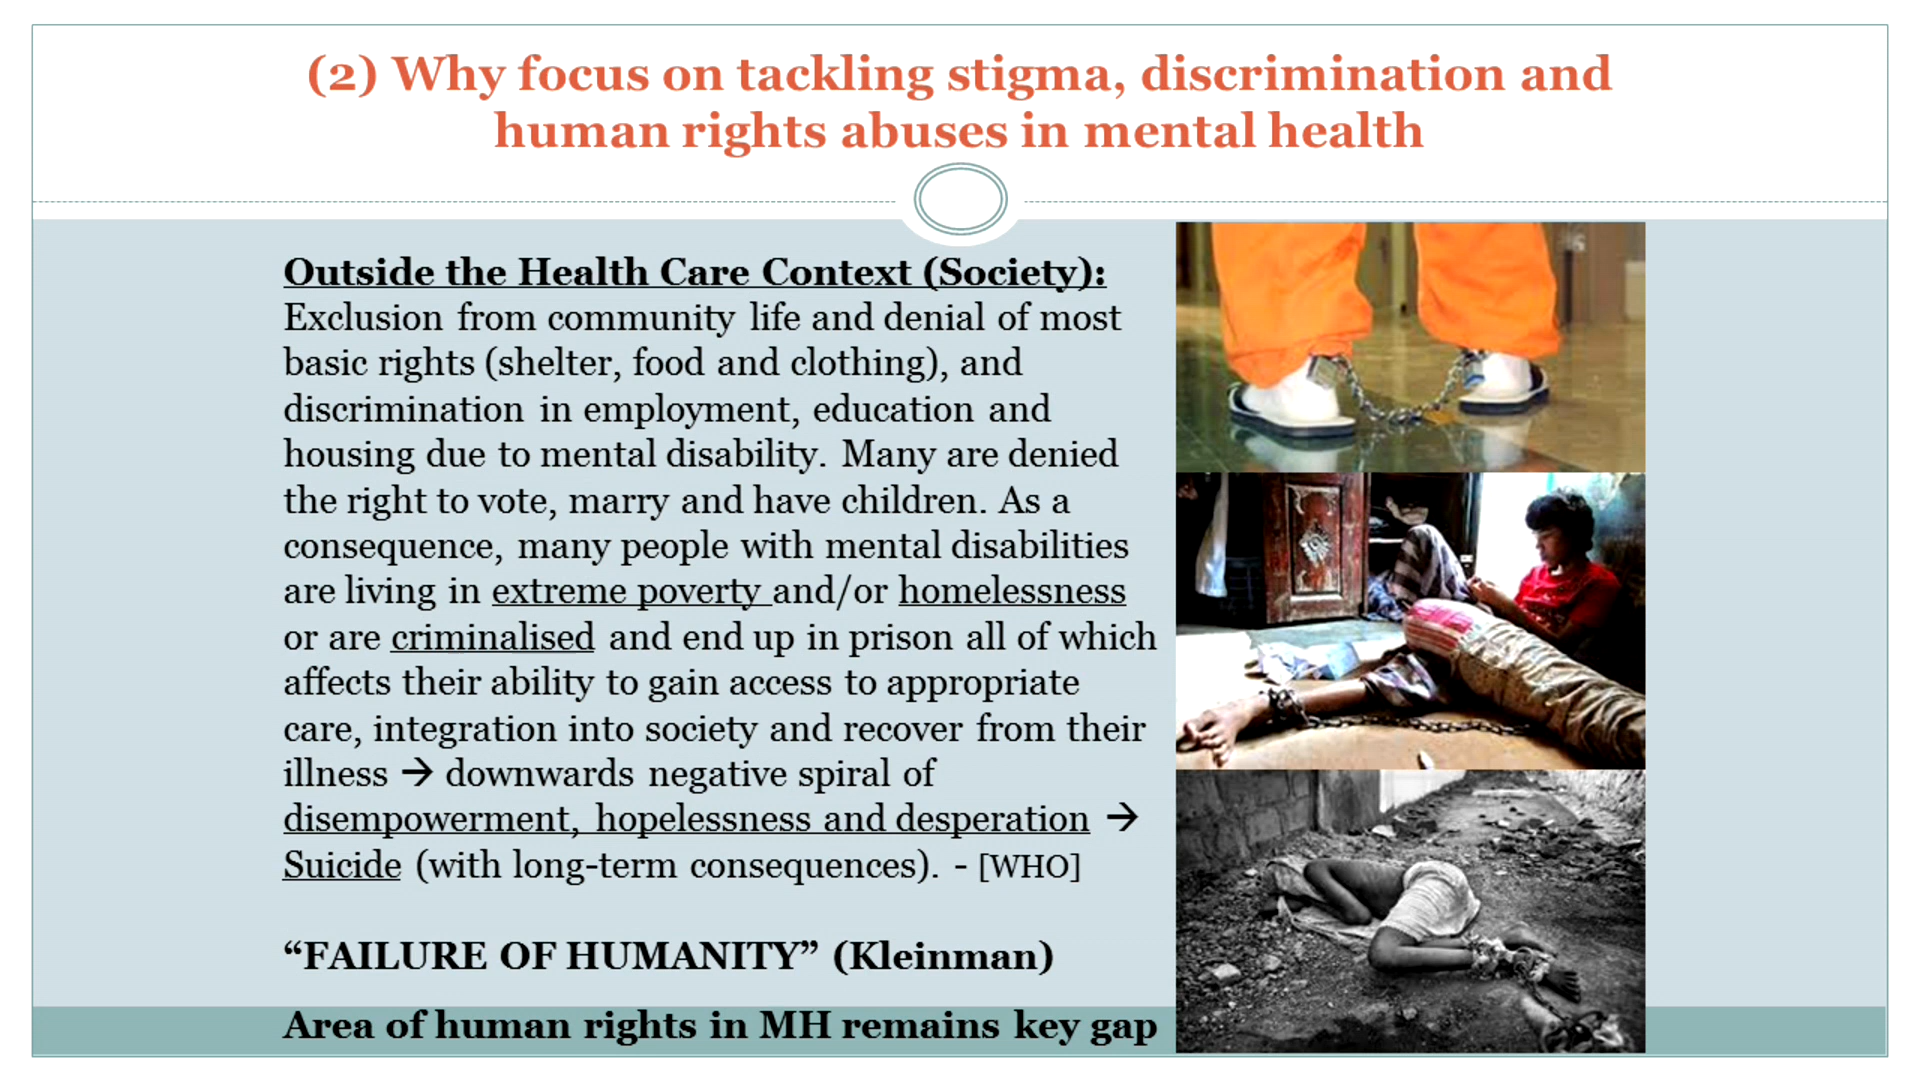 (2) Why focus on tackling stigma, discrimination and
human rights abuses in mental health
Outside the Health Care Context (Society):
Exclusion from community life and denial of most
basic rights (shelter, food and clothing), and
discrimination in employment, education and
housing due to mental disability. Many are denied
the right to vote, marry and have children. As a
consequence, many people with mental disabilities
are living in extreme poverty and/or homelessness
or are criminalised and end up in prison all of which
affects their ability to gain access to appropriate
care, integration into society and recover from their
illness → downwards negative spiral of
disempowerment, hopelessness and desperation →
Suicide (with long-term consequences). - [WHO]
“FAILURE OF HUMANITY” (Kleinman)
Area of human rights in MH remains key gap